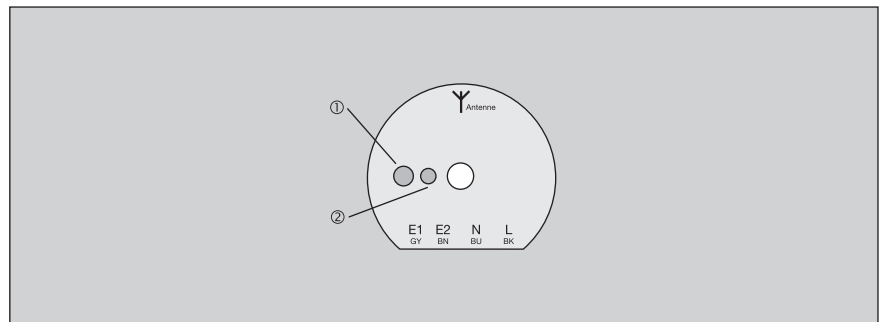 Antenne
①
②
E1 E2 N L
GY BN BU BK